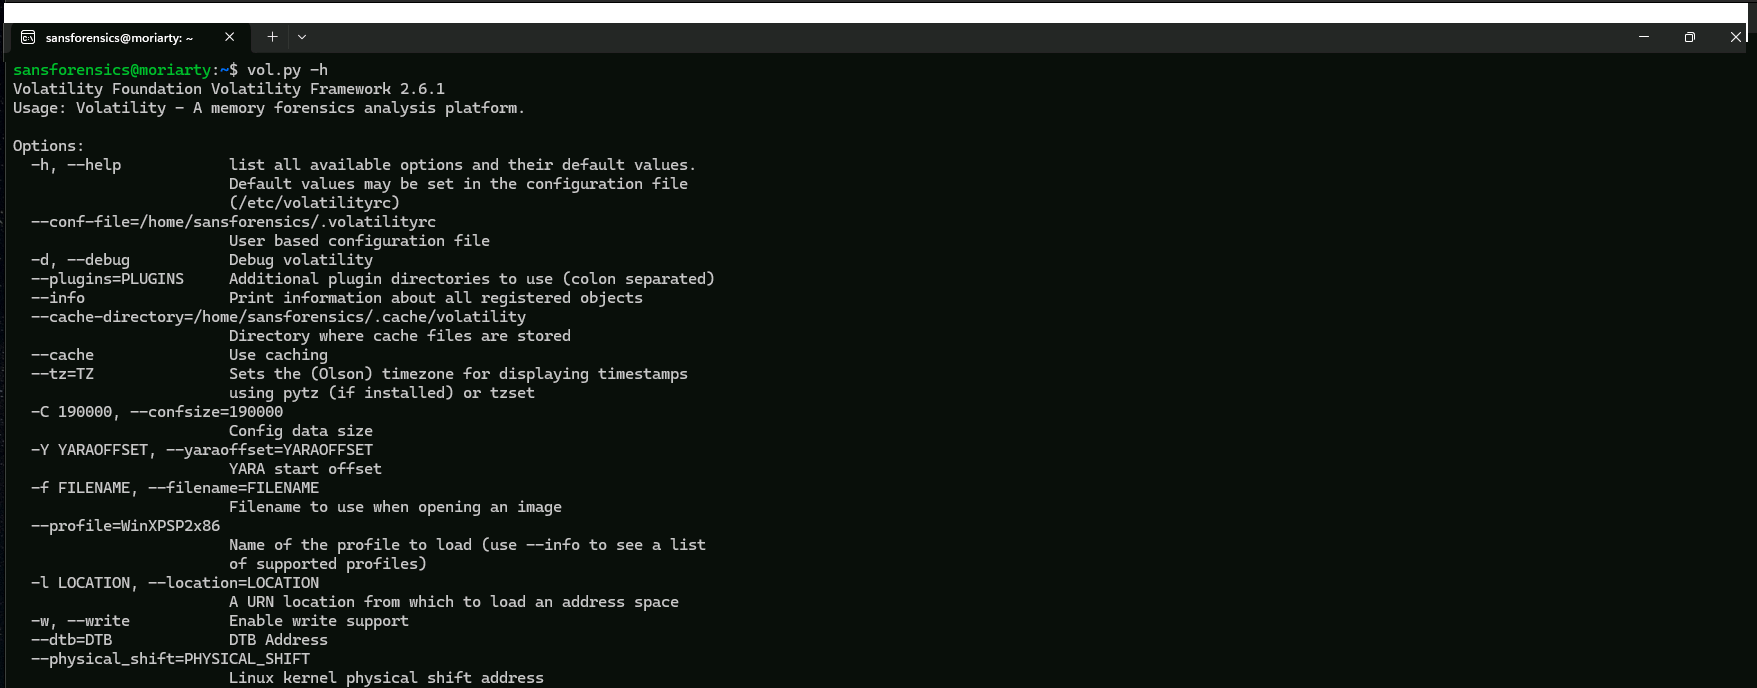 sansforensics@moriarty: ~
sansforensics@moriarty:~$ vol.py -h
Volatility Foundation Volatility Framework 2.6.1
Usage: Volatility - A memory forensics analysis platform.

Options:
  -h, --help            list all available options and their default values.
                        Default values may be set in the configuration file
                        (/etc/volatilityrc)
  --conf-file=/home/sansforensics/.volatilityrc
                        User based configuration file
  -d, --debug           Debug volatility
  --plugins=PLUGINS     Additional plugin directories to use (colon separated)
  --info                Print information about all registered objects
  --cache-directory=/home/sansforensics/.cache/volatility
                        Directory where cache files are stored
  --cache               Use caching
  --tz=TZ               Sets the (Olson) timezone for displaying timestamps
                        using pytz (if installed) or tzset
  -C 190000, --confsize=190000
                        Config data size
  -Y YARAOFFSET, --yaraoffset=YARAOFFSET
                        YARA start offset
  -f FILENAME, --filename=FILENAME
                        Filename to use when opening an image
  --profile=WinXPSP2x86
                        Name of the profile to load (use --info to see a list
                        of supported profiles)
  -l LOCATION, --location=LOCATION
                        A URN location from which to load an address space
  -w, --write           Enable write support
  --dtb=DTB             DTB Address
  --physical_shift=PHYSICAL_SHIFT
                        Linux kernel physical shift address